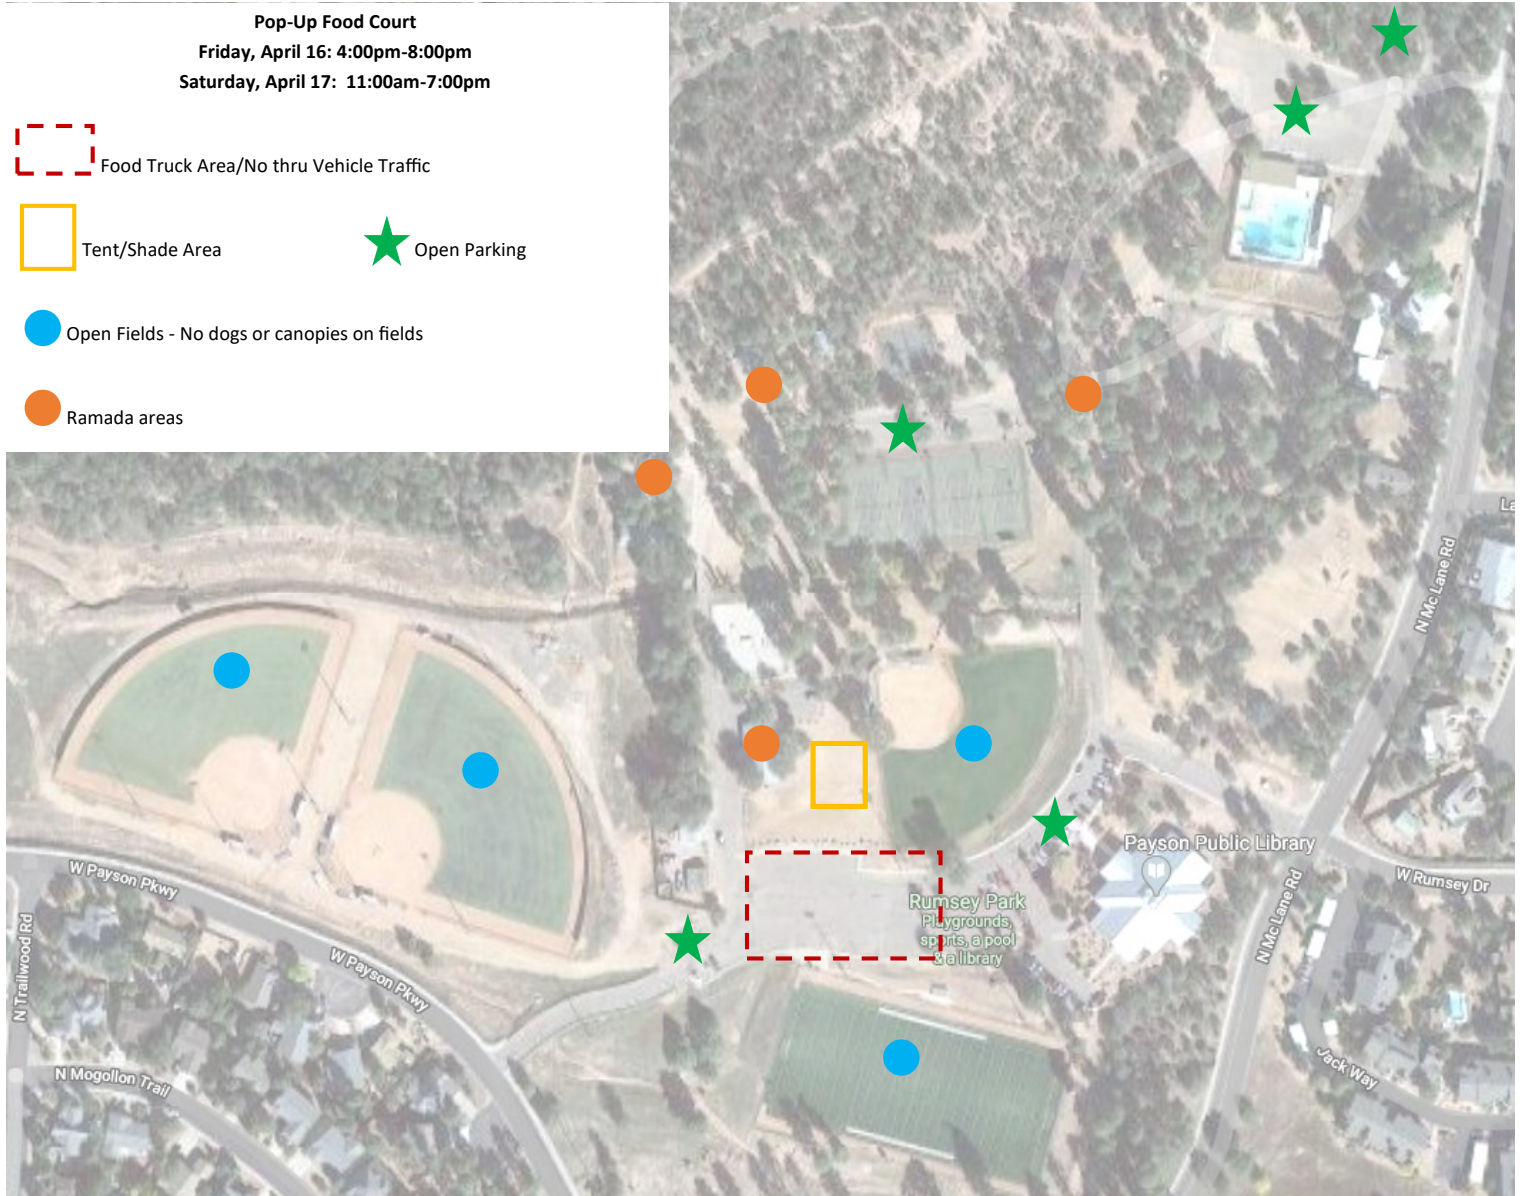 Pop-Up Food Court
Friday, April 16: 4:00pm-8:00pm
Saturday, April 17:  11:00am-7:00pm
Food Truck Area/No thru Vehicle Traffic
Tent/Shade Area
Open Parking
Open Fields - No dogs or canopies on fields
Ramada areas
La
N Mc Lane Rd
Payson Public Library
W Payson Pkwy
W Rumsey Dr
Rumsey Park
Playgrounds,
sports, a pool
& a library
N Mc Lane Rd
N Trailwood Rd
W Payson Pkwy
Jack Way
N Mogollon Trail